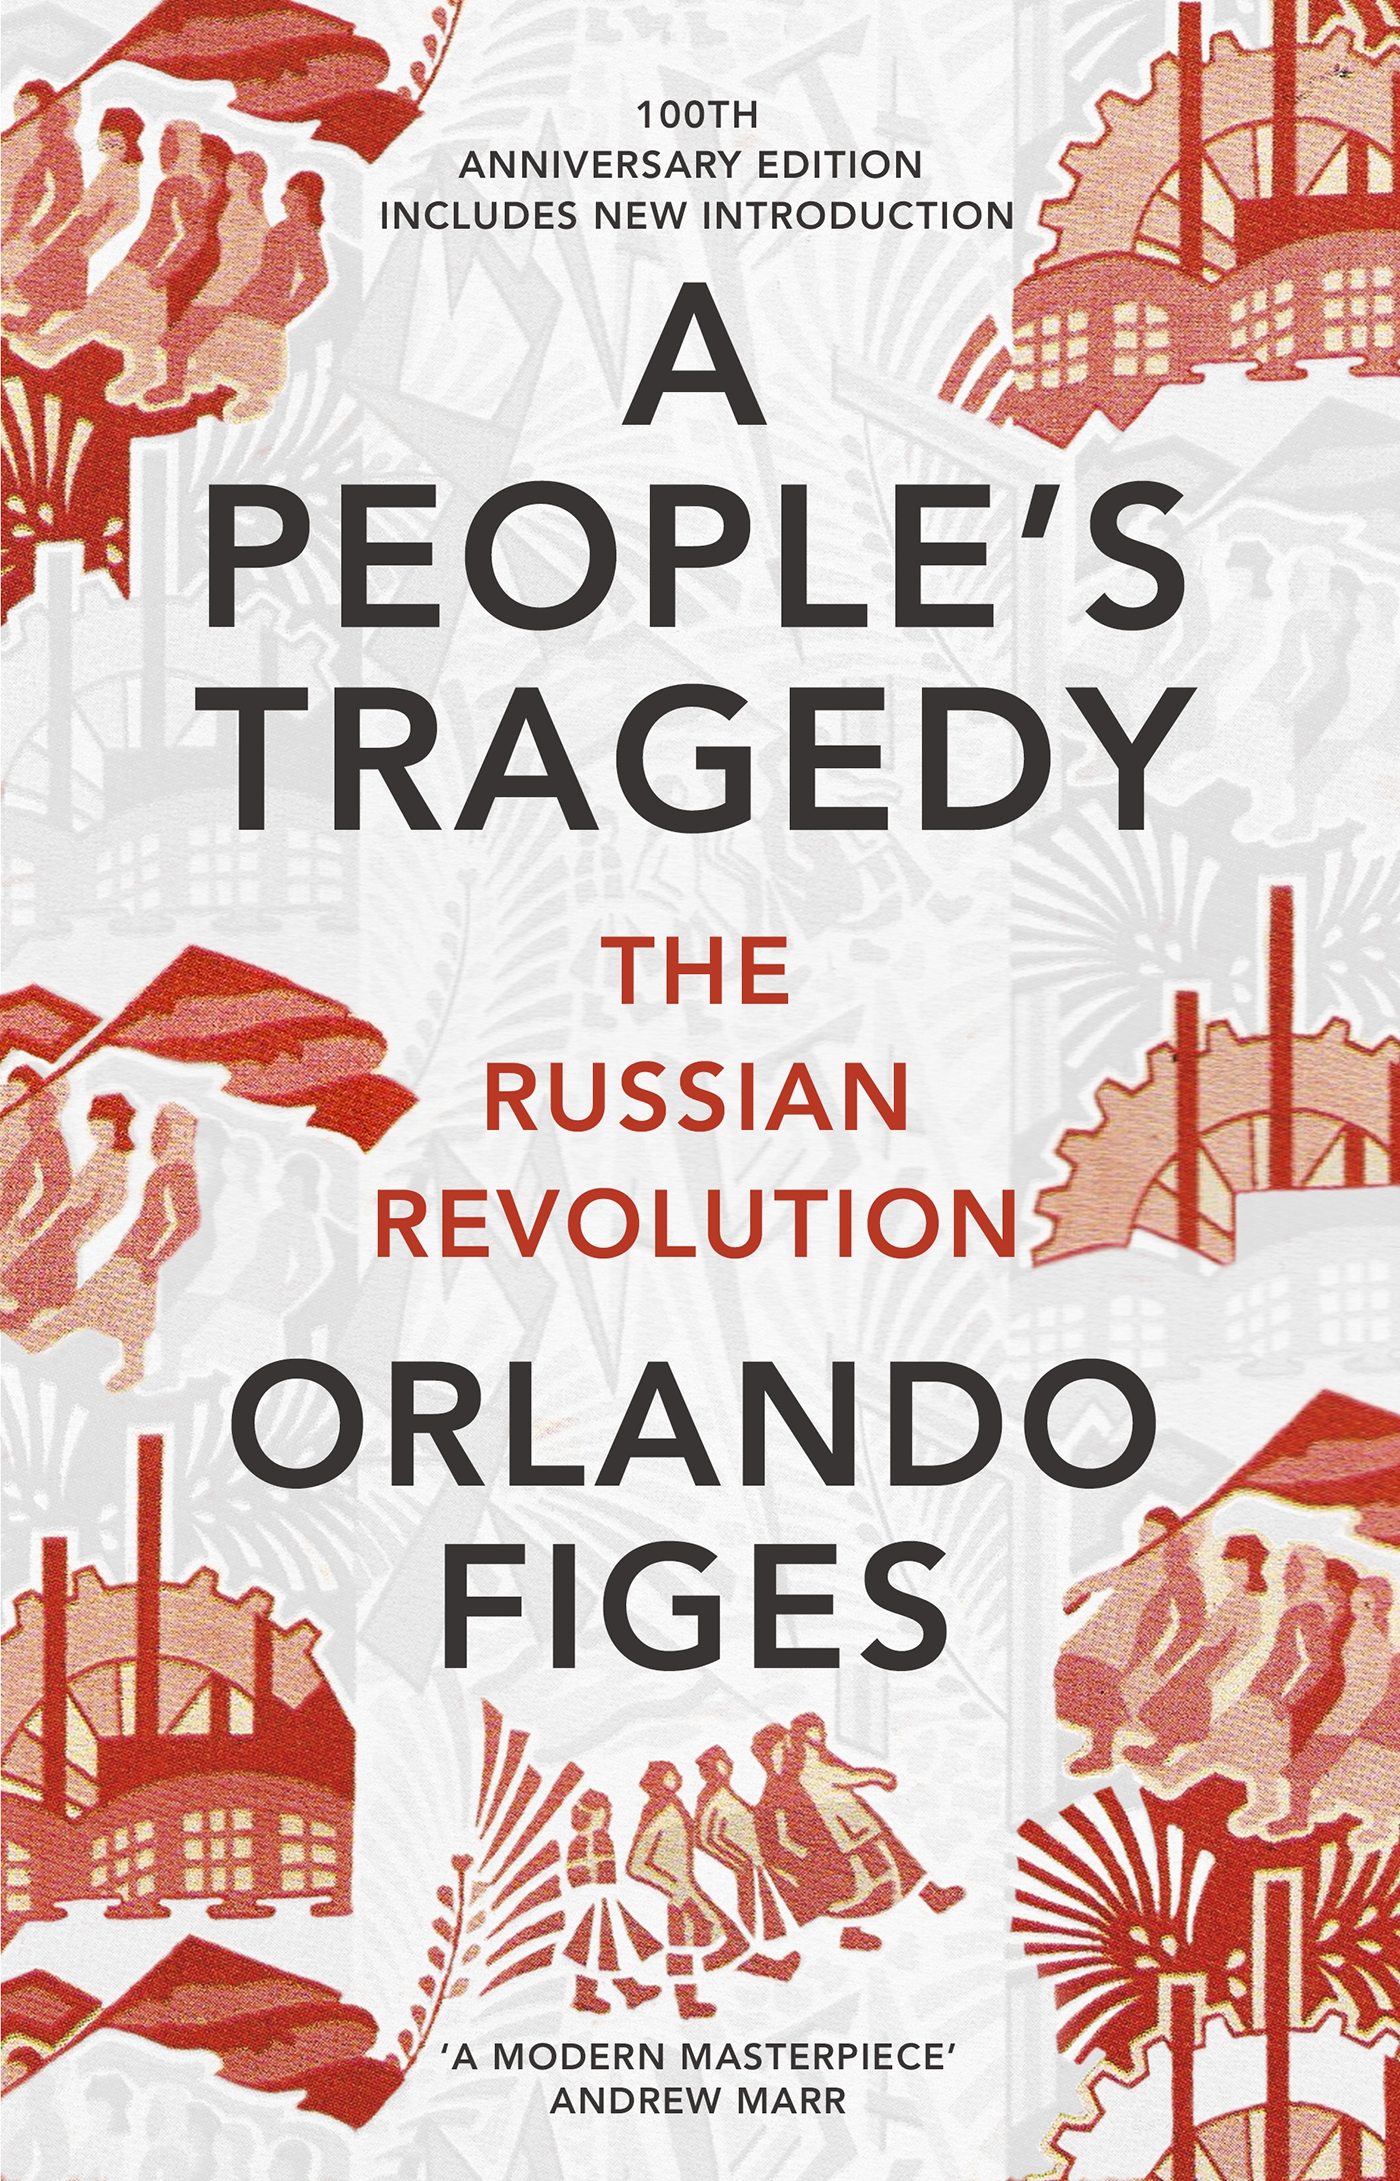 100TH
ANNIVERSARY EDITION
INCLUDES NEW INTRODUCTION
A
PEOPLE’S
TRAGEDY
THE
RUSSIAN
REVOLUTION
ORLANDO
FIGES
‘A MODERN MASTERPIECE’
ANDREW MARR